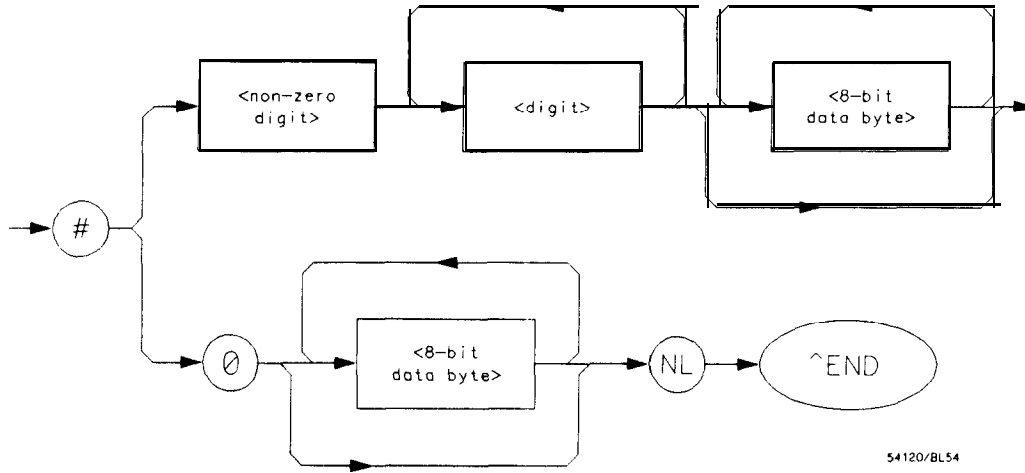 <non-zero
digit>
<digit>
<8-bit
data byte>
#
0
<8-bit
data byte>
NL
^END
54120/BL54